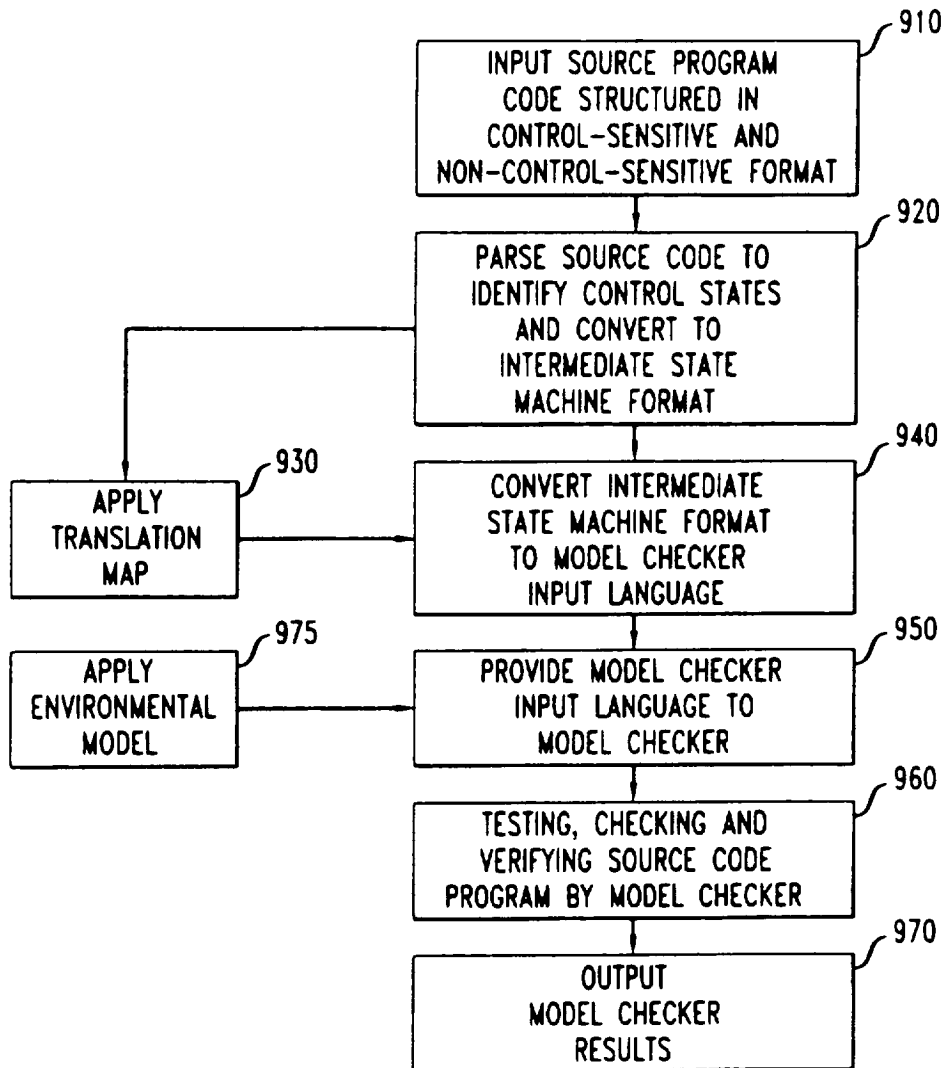 910
INPUT SOURCE PROGRAM
CODE STRUCTURED IN
CONTROL-SENSITIVE AND
NON-CONTROL-SENSITIVE FORMAT
920
PARSE SOURCE CODE TO
IDENTIFY CONTROL STATES
AND CONVERT TO
INTERMEDIATE STATE
MACHINE FORMAT
930
APPLY
TRANSLATION
MAP
940
CONVERT INTERMEDIATE
STATE MACHINE FORMAT
TO MODEL CHECKER
INPUT LANGUAGE
975
APPLY
ENVIRONMENTAL
MODEL
950
PROVIDE MODEL CHECKER
INPUT LANGUAGE TO
MODEL CHECKER
960
TESTING, CHECKING AND
VERIFYING SOURCE CODE
PROGRAM BY MODEL CHECKER
970
OUTPUT
MODEL CHECKER
RESULTS